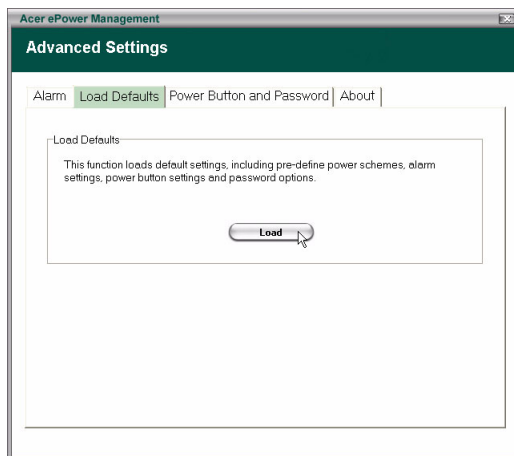 Acer ePower Management
Advanced Settings
Alarm Load Defaults Power Button and Password About
Load Defaults
This function loads default settings, including pre-define power schemes, alarm
settings, power button settings and password options.
Load